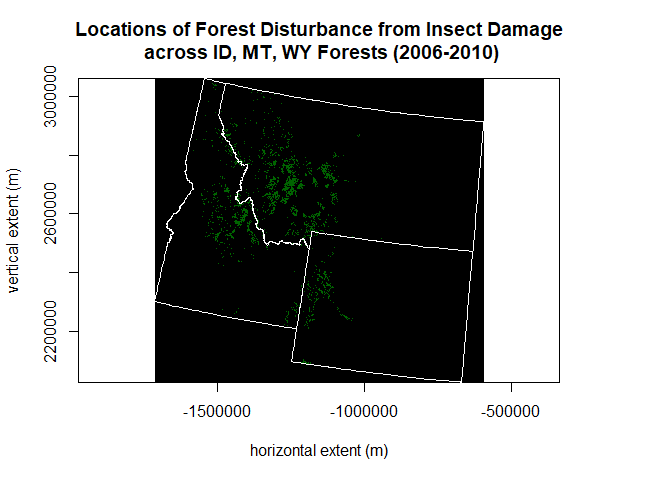 Locations of Forest Disturbance from Insect Damage
across ID, MT, WY Forests (2006-2010)
3000000
2600000
2200000
vertical extent (m)
-1500000
-1000000
-500000
horizontal extent (m)